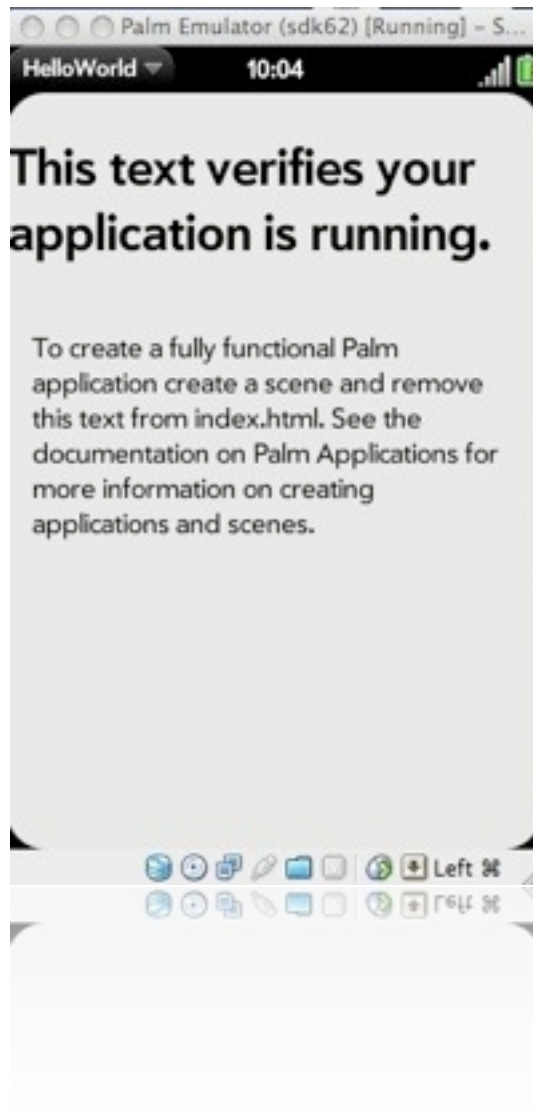 Palm Emulator (sdk62) [Running] – S...
HelloWorld 10:04
This text verifies your
application is running.
To create a fully functional Palm
application create a scene and remove
this text from index.html. See the
documentation on Palm Applications for
more information on creating
applications and scenes.
Left ⌘